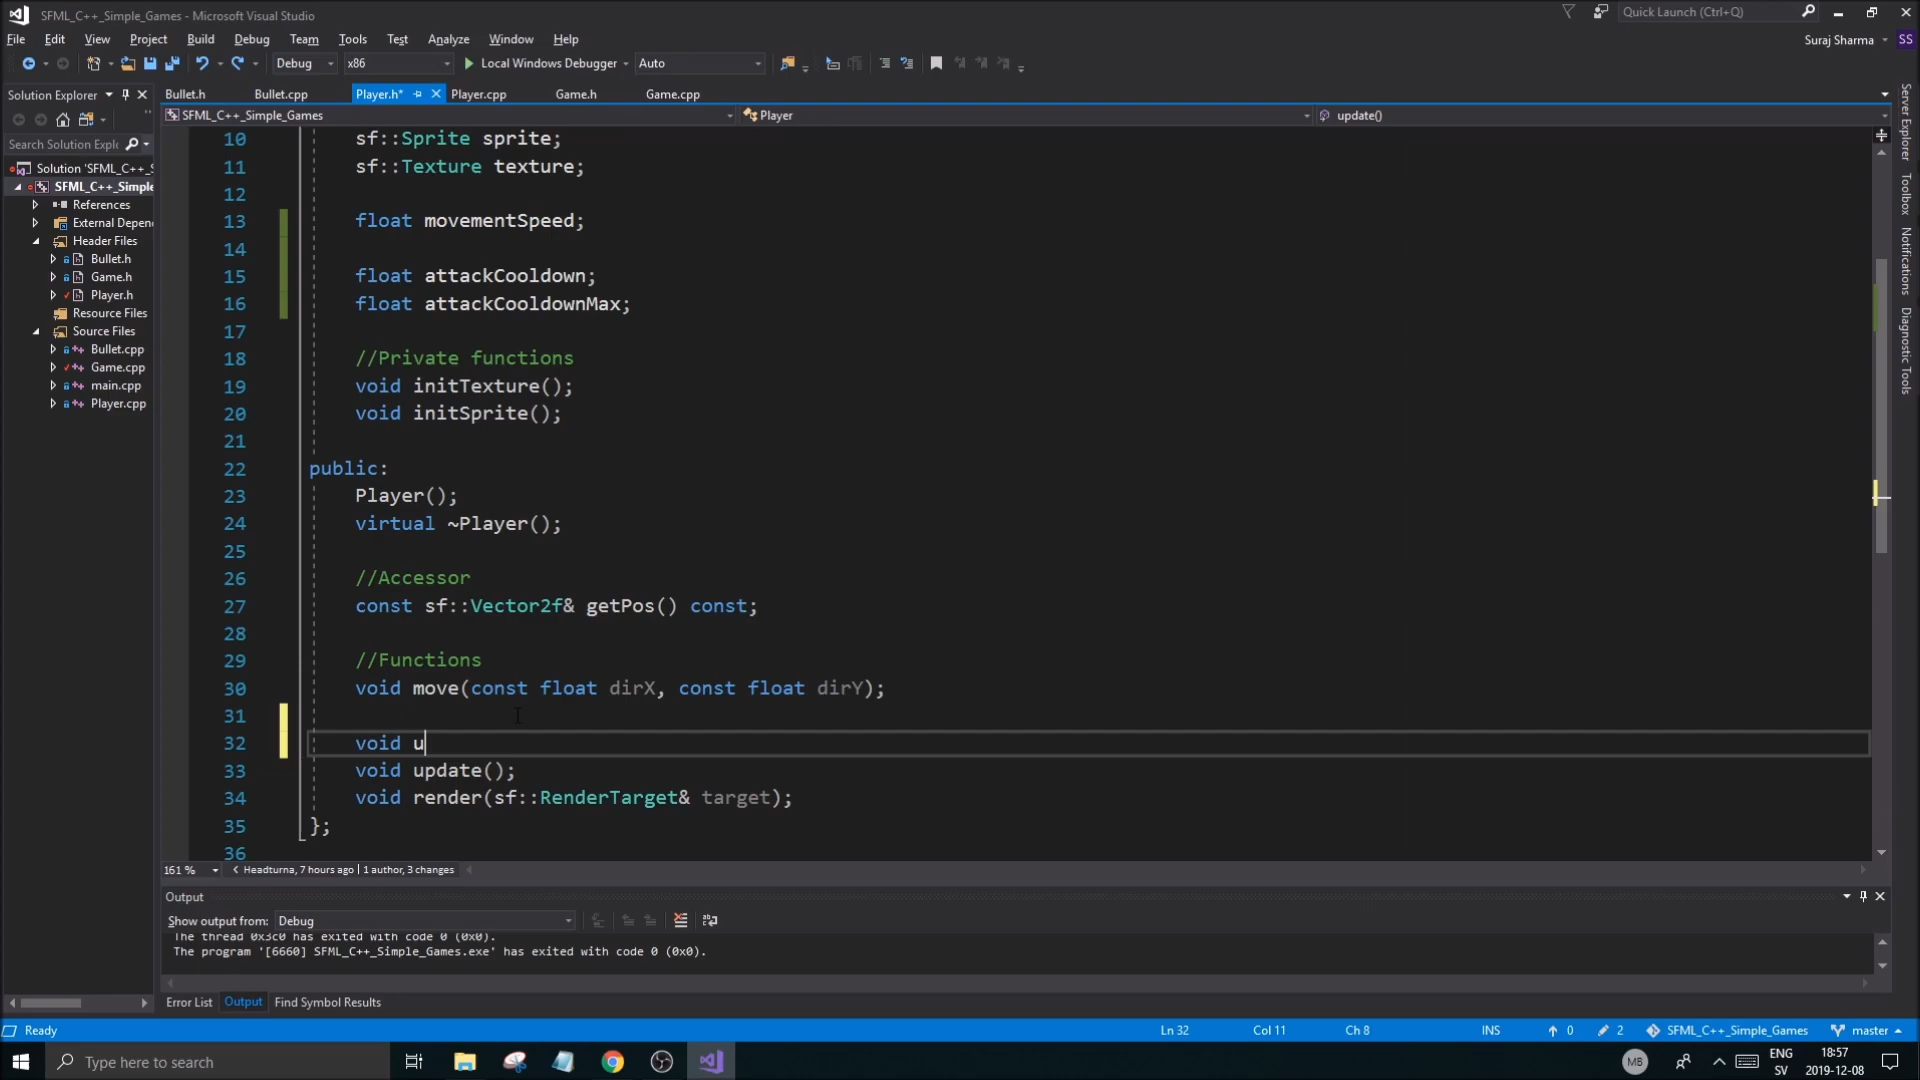 SFML_C++_Simple_Games - Microsoft Visual Studio
Quick Launch (Ctrl+Q)
File Edit View Project Build Debug Team Tools Test Analyze Window Help
Suraj Sharma SS
Debug x86 Local Windows Debugger Auto
Solution Explorer
Bullet.h Bullet.cpp Player.h* Player.cpp Game.h Game.cpp
SFML_C++_Simple_Games Player update()
Search Solution Explo
Solution 'SFML_C++_S
SFML_C++_Simple
References
External Depen
Header Files
Bullet.h
Game.h
Player.h
Resource Files
Source Files
Bullet.cpp
Game.cpp
main.cpp
Player.cpp
10 sf::Sprite sprite;
11 sf::Texture texture;
12
13 float movementSpeed;
14
15 float attackCooldown;
16 float attackCooldownMax;
17
18 //Private functions
19 void initTexture();
20 void initSprite();
21
22 public:
23 Player();
24 virtual ~Player();
25
26 //Accessor
27 const sf::Vector2f& getPos() const;
28
29 //Functions
30 void move(const float dirX, const float dirY);
31
32 void u
33 void update();
34 void render(sf::RenderTarget& target);
35 };
36
Server Explorer
Toolbox
Notifications
Diagnostic Tools
161 % Headturna, 7 hours ago | 1 author, 3 changes
Output
Show output from: Debug
The thread 0x3c0 has exited with code 0 (0x0).
The program '[6660] SFML_C++_Simple_Games.exe' has exited with code 0 (0x0).
Error List Output Find Symbol Results
Ready Ln 32 Col 11 Ch 8 INS 0 2 SFML_C++_Simple_Games master
Type here to search
MB
ENG
SV
18:57
2019-12-08